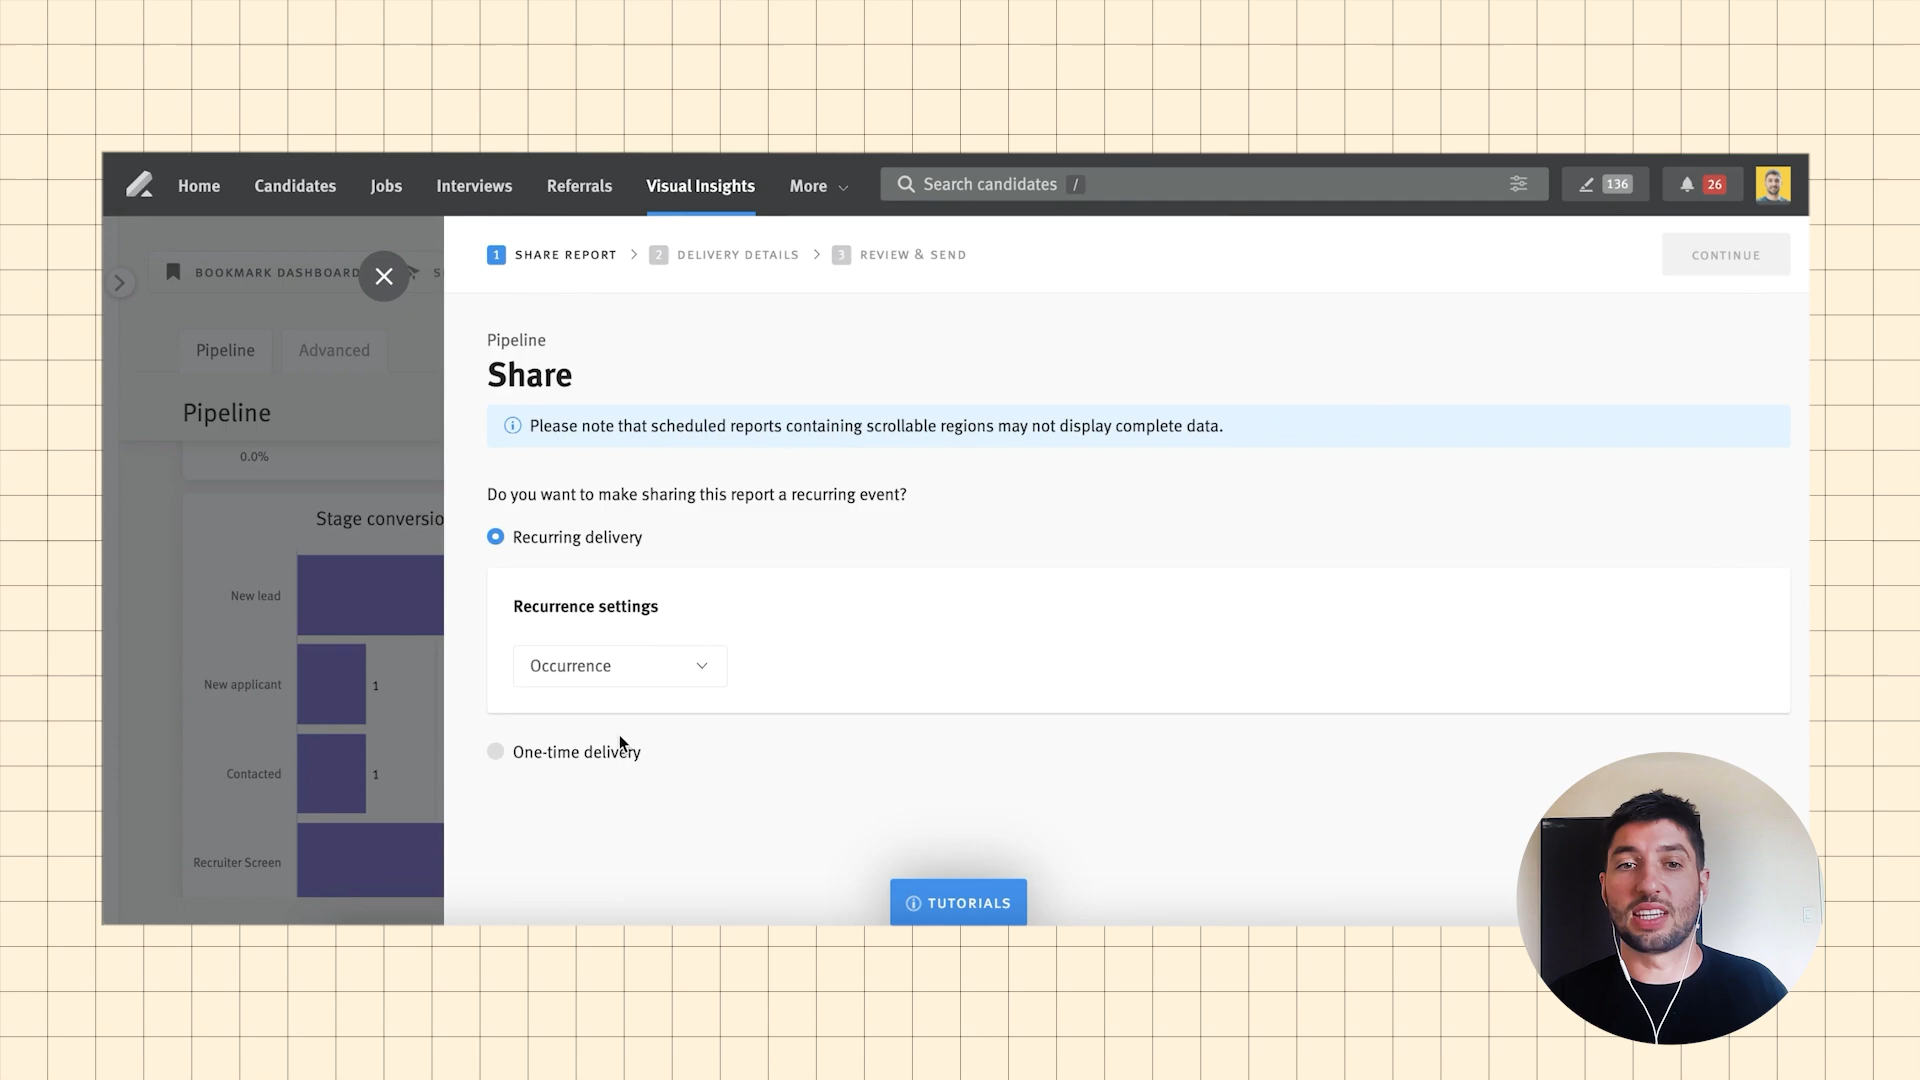 Home Candidates Jobs Interviews Referrals Visual Insights More Search candidates / 136 26
1 SHARE REPORT 2 DELIVERY DETAILS 3 REVIEW & SEND CONTINUE
BOOKMARK DASHBOARD
Pipeline Advanced
Pipeline
0.0%
Stage conversio
New lead
New applicant 1
Contacted 1
Recruiter Screen
Pipeline
Share
Please note that scheduled reports containing scrollable regions may not display complete data.
Do you want to make sharing this report a recurring event?
Recurring delivery
Recurrence settings
Occurrence
One-time delivery
TUTORIALS